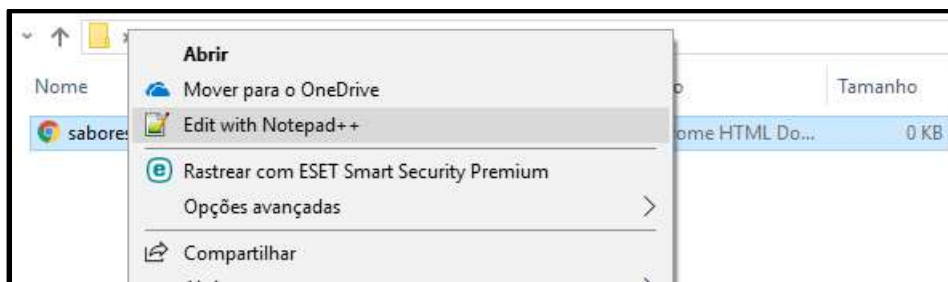 Abrir
Nome Mover para o OneDrive Tamanho
sabores Edit with Notepad++ ome HTML Do... 0 KB
Rastrear com ESET Smart Security Premium
Opções avançadas
Compartilhar